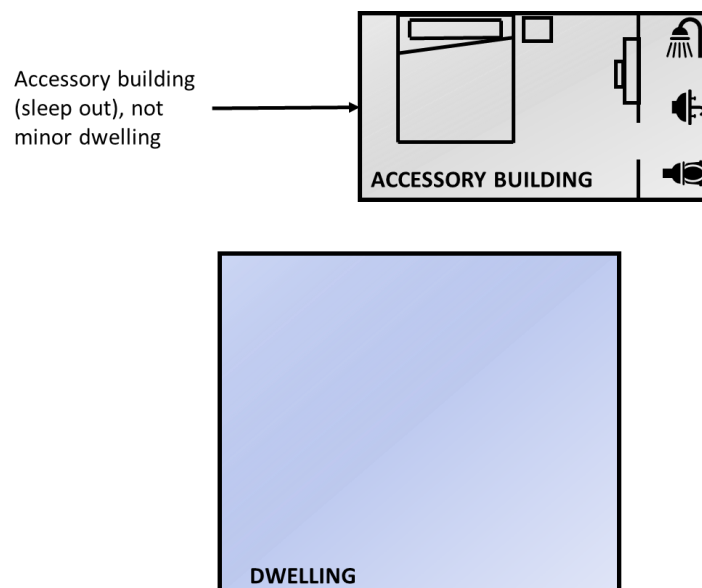 Accessory building
(sleep out), not
minor dwelling
ACCESSORY BUILDING
DWELLING